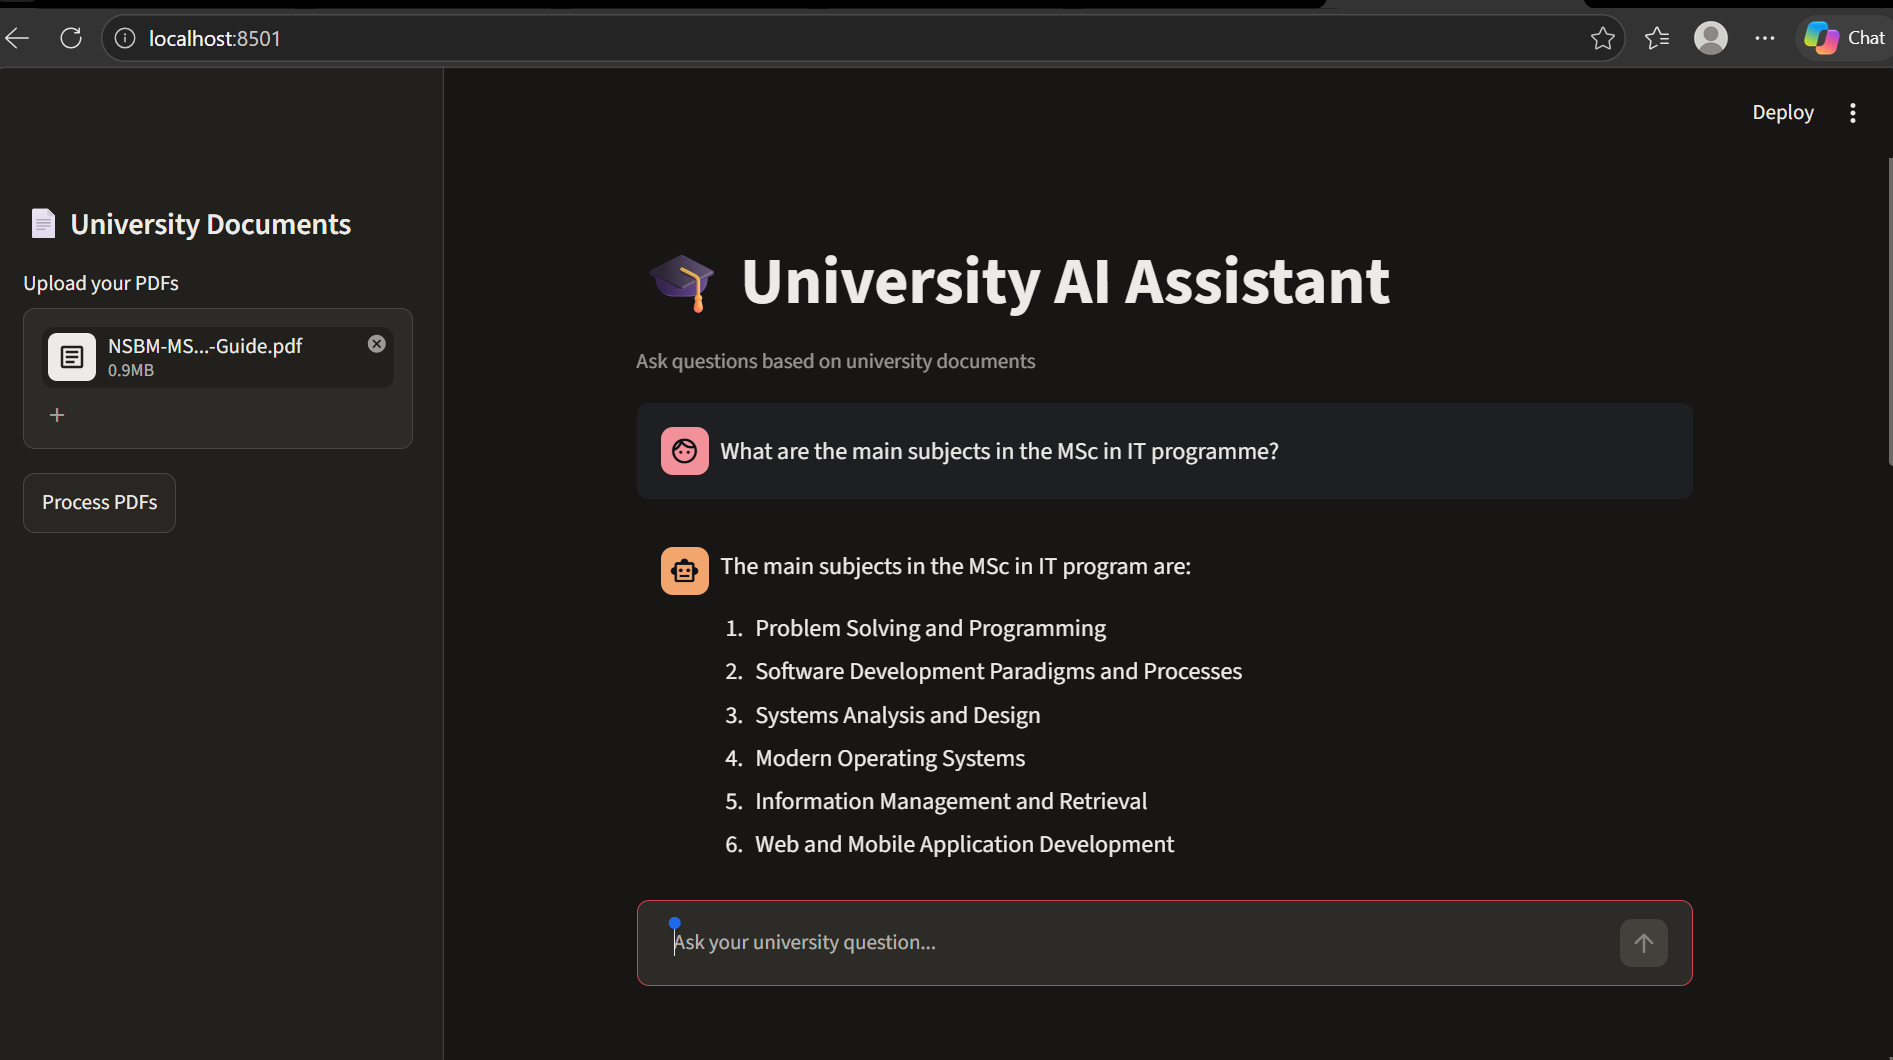 localhost:8501
Chat
Deploy
University Documents
Upload your PDFs
NSBM-MS...-Guide.pdf
0.9MB
+
Process PDFs
University AI Assistant
Ask questions based on university documents
What are the main subjects in the MSc in IT programme?
The main subjects in the MSc in IT program are:
1. Problem Solving and Programming
2. Software Development Paradigms and Processes
3. Systems Analysis and Design
4. Modern Operating Systems
5. Information Management and Retrieval
6. Web and Mobile Application Development
Ask your university question...